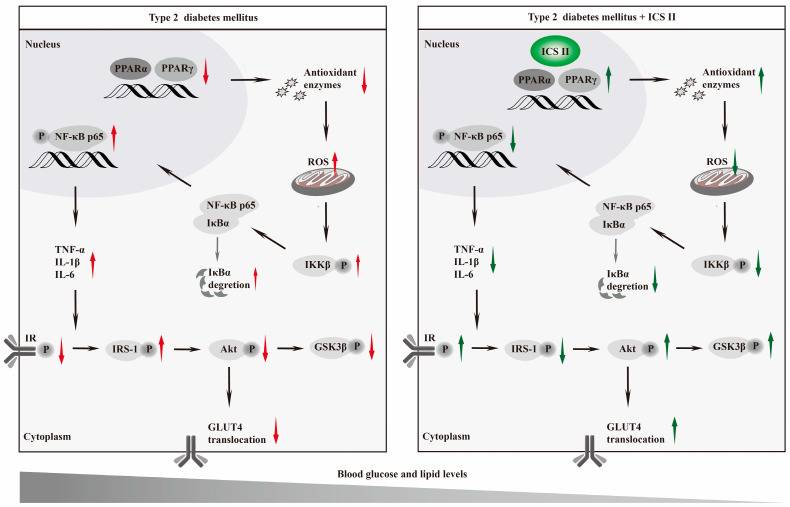 Type 2 diabetes mellitus
Nucleus
PPARα
PPARγ
Antioxidant
enzymes
P
NF-κB p65
ROS
NF-κB p65
IκBα
TNF-α
IL-1β
IL-6
IκBα
degretion
IKKβ
P
IR
P
IRS-1
P
Akt
P
GSK3β
P
GLUT4
translocation
Cytoplasm
Type 2 diabetes mellitus + ICS II
Nucleus
ICS II
PPARα
PPARγ
Antioxidant
enzymes
P
NF-κB p65
ROS
NF-κB p65
IκBα
TNF-α
IL-1β
IL-6
IκBα
degretion
IKKβ
P
IR
P
IRS-1
P
Akt
P
GSK3β
P
GLUT4
translocation
Cytoplasm
Blood glucose and lipid levels